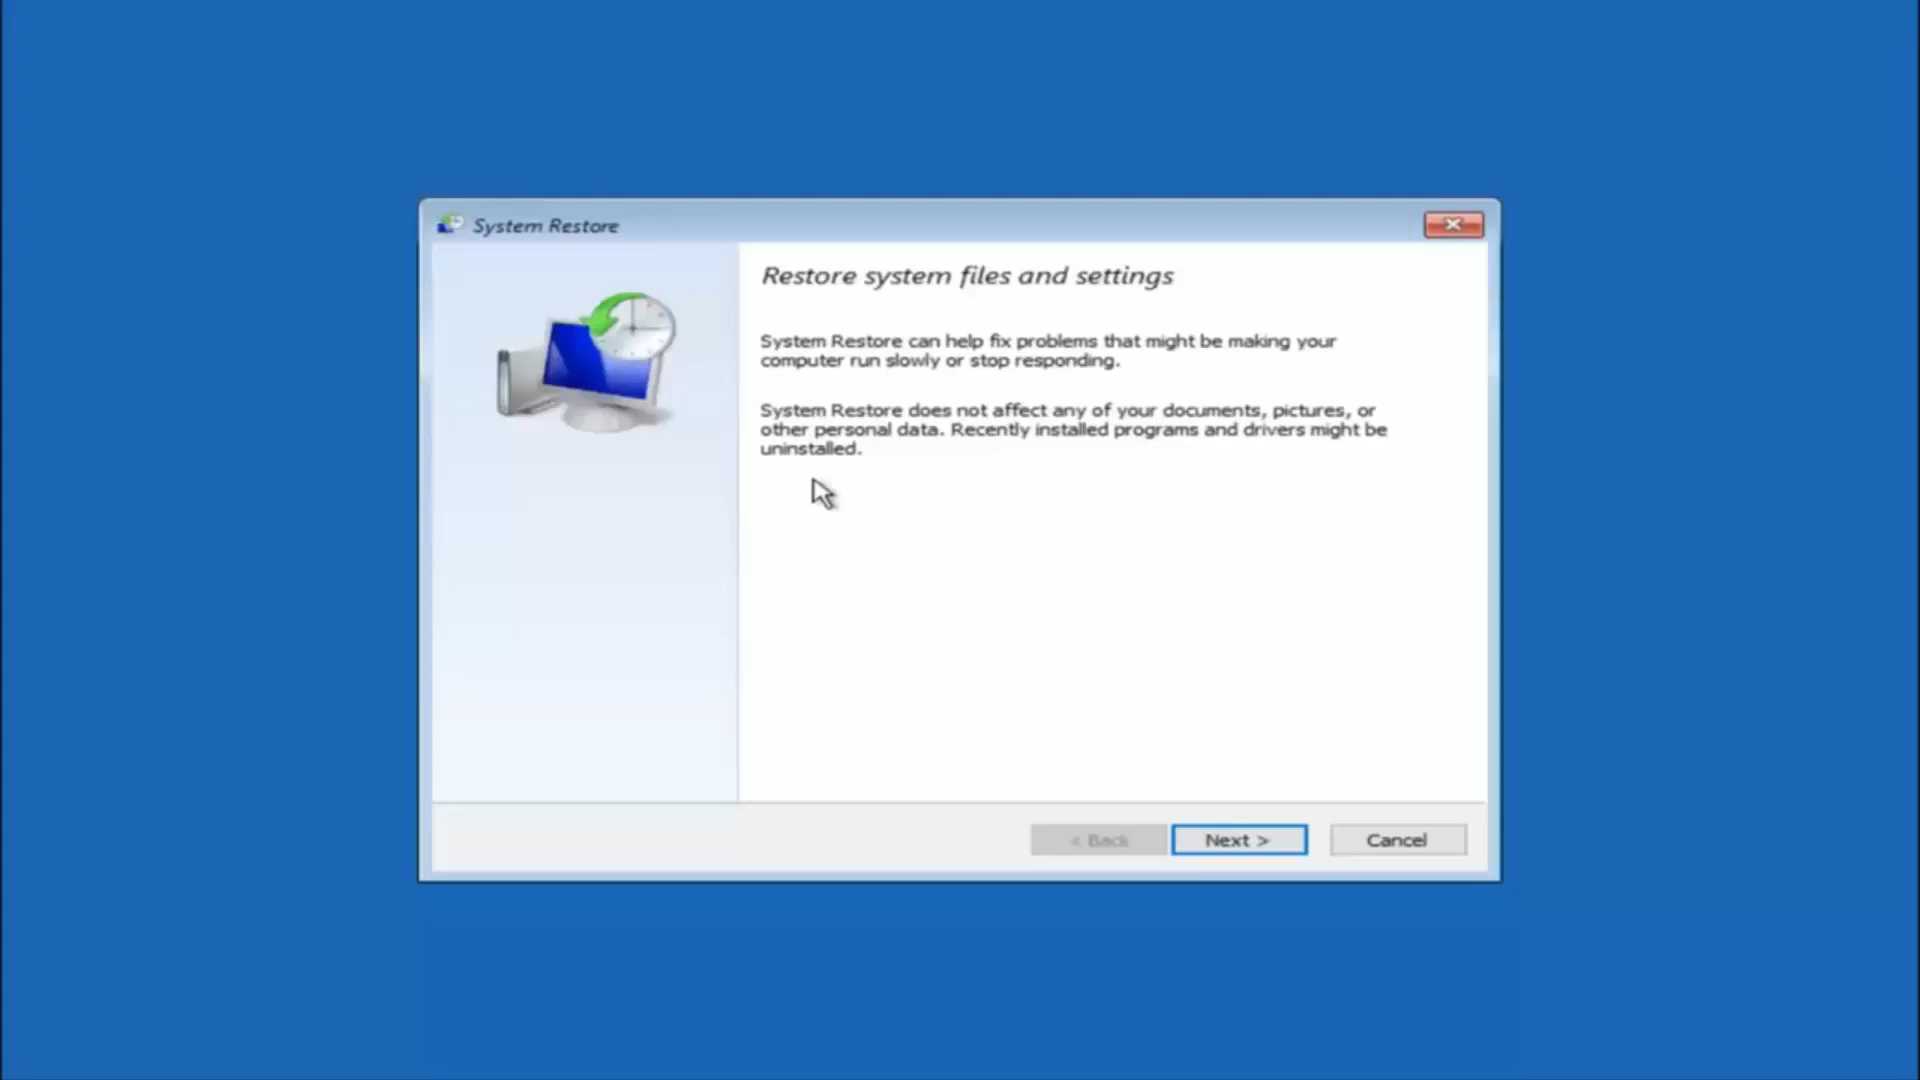 System Restore
Restore system files and settings
System Restore can help fix problems that might be making your
computer run slowly or stop responding.
System Restore does not affect any of your documents, pictures, or
other personal data. Recently installed programs and drivers might be
uninstalled.
< Back
Next >
Cancel